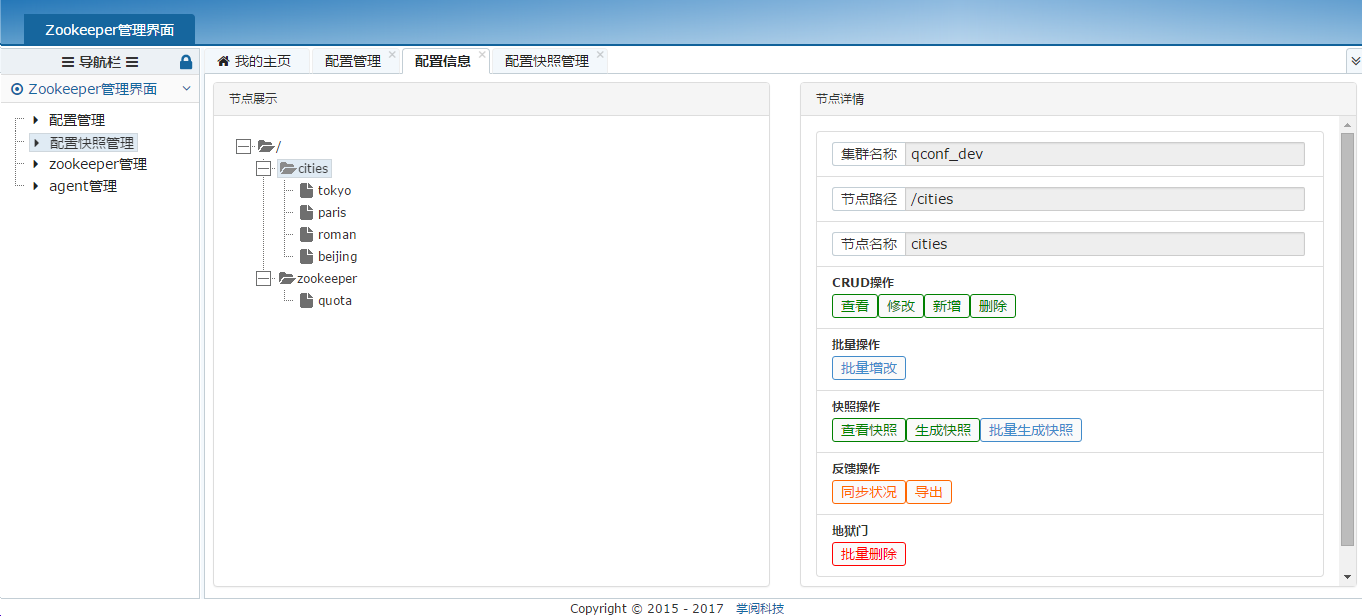 Zookeeper管理界面
导航栏
Zookeeper管理界面
配置管理
配置快照管理
zookeeper管理
agent管理
我的主页 配置管理 配置信息 配置快照管理
节点展示
/
cities
tokyo
paris
roman
beijing
zookeeper
quota
节点详情
集群名称 qconf_dev
节点路径 /cities
节点名称 cities
CRUD操作
查看 修改 新增 删除
批量操作
批量增改
快照操作
查看快照 生成快照 批量生成快照
反馈操作
同步状况 导出
地狱门
批量删除
Copyright © 2015 - 2017 掌阅科技